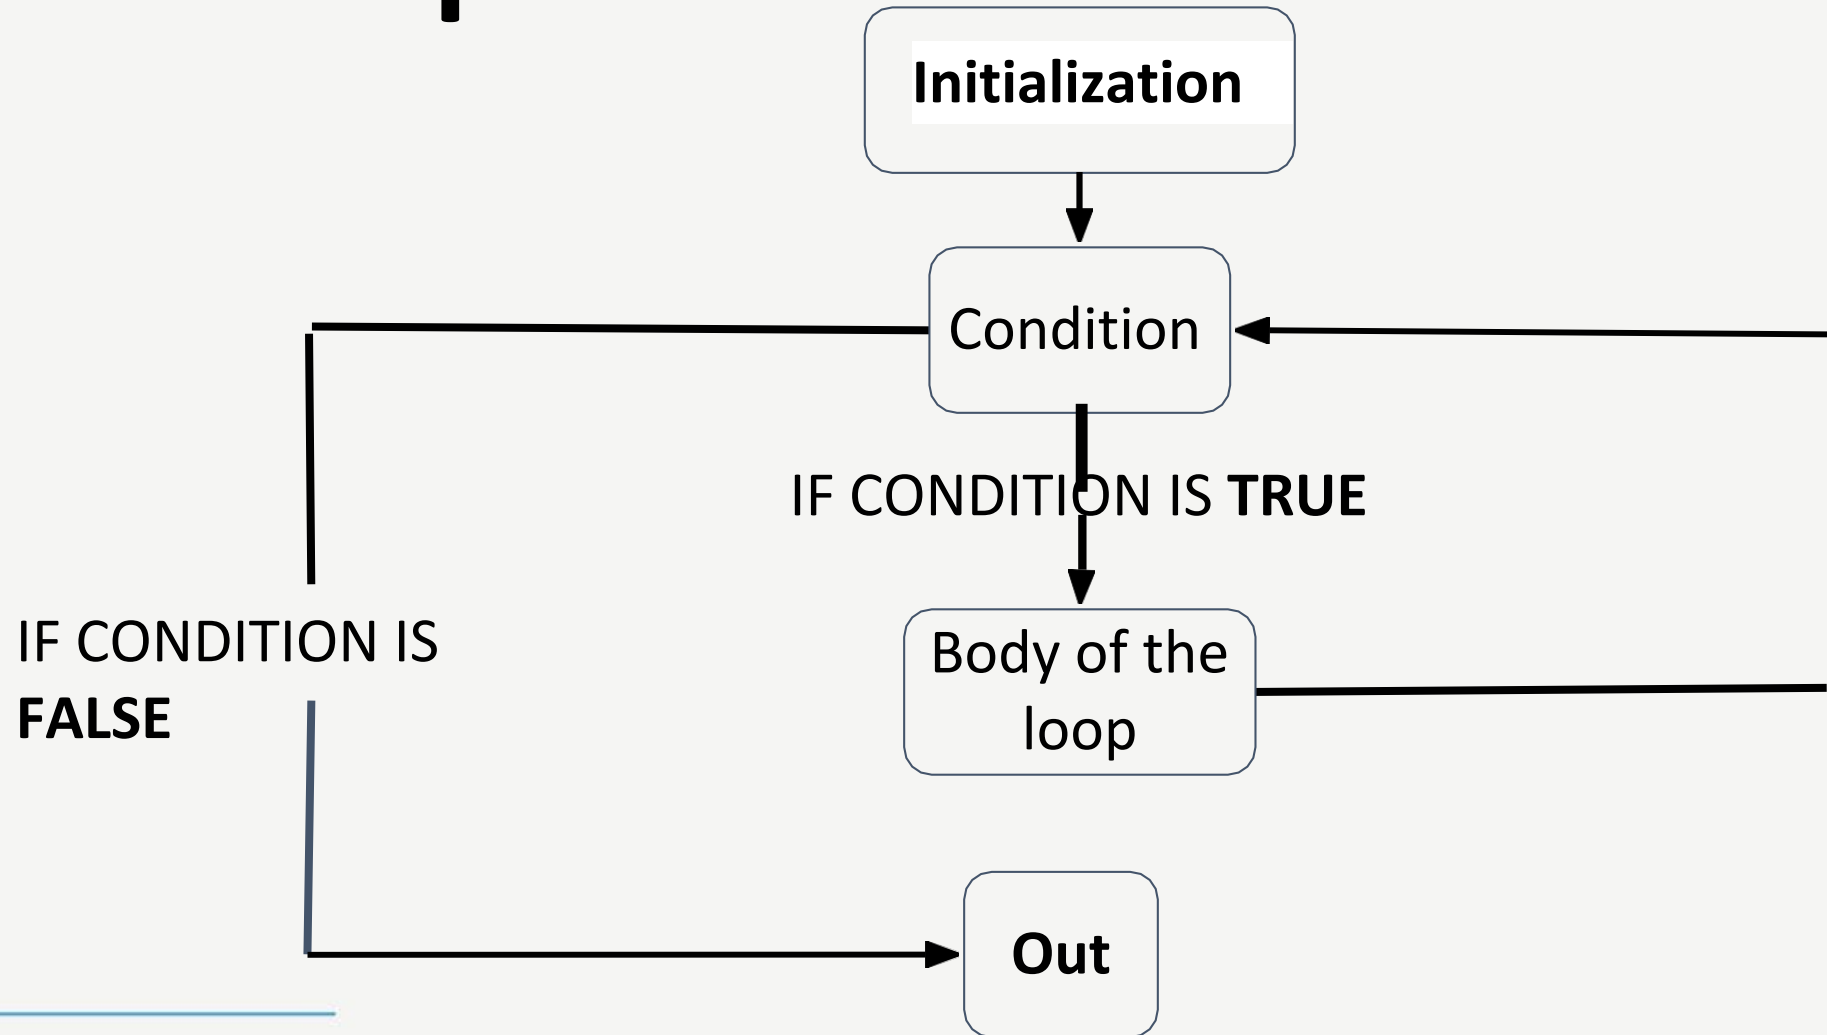 Initialization
Condition
IF CONDITION IS TRUE
IF CONDITION IS
FALSE
Body of the
loop
Out